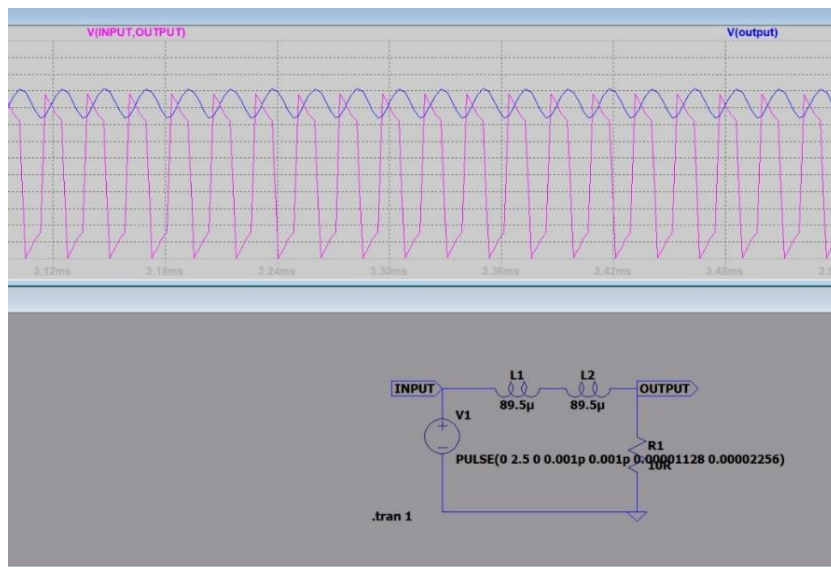 V(INPUT,OUTPUT) V(output)
3.12ms 3.18ms 3.24ms 3.30ms 3.36ms 3.42ms 3.48ms
L1 L2
INPUT OUTPUT
89.5µ 89.5µ
V1
R1
PULSE(0 2.5 0 0.001p 0.001p 0.00001128 0.00002256)
10R
.tran 1